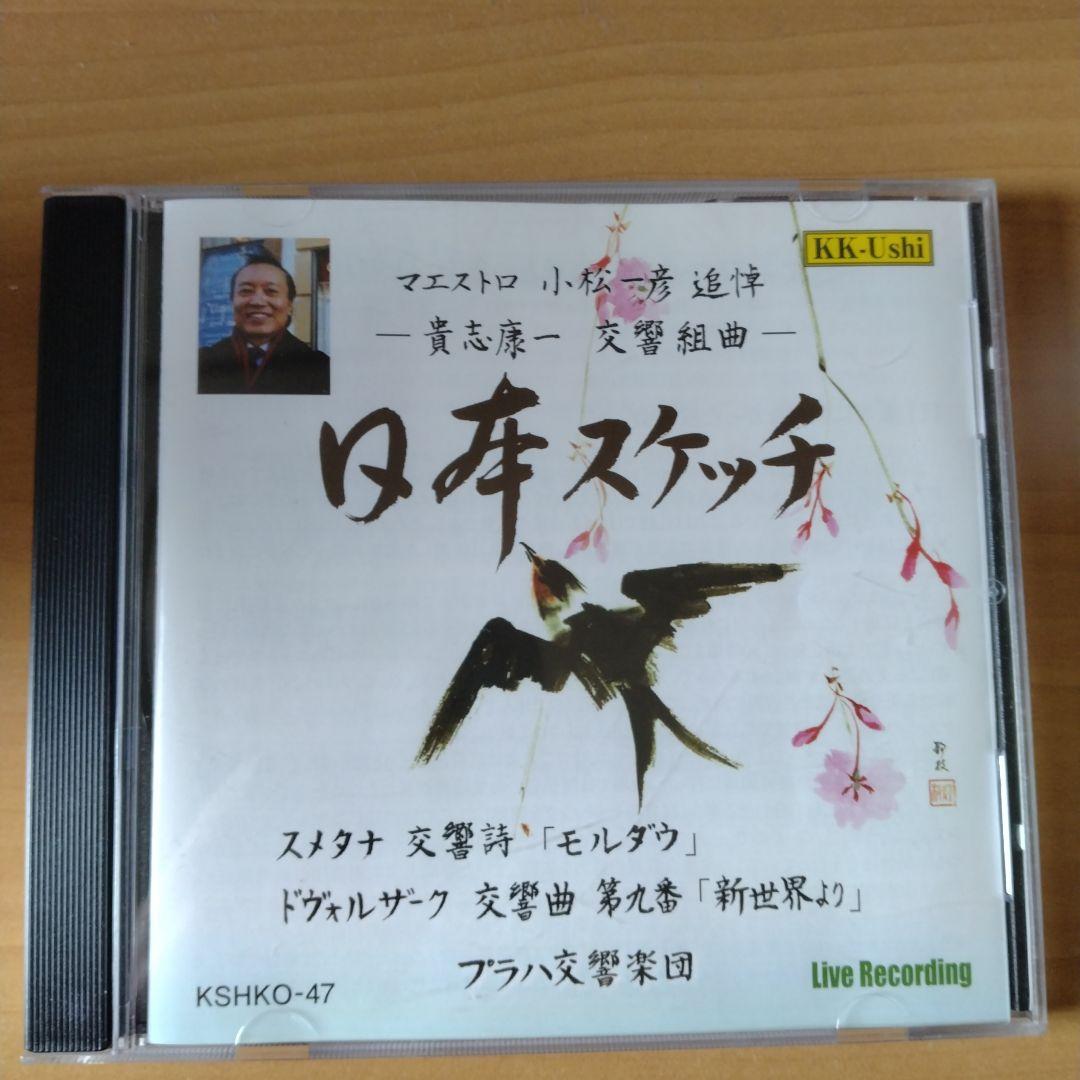 KK-Ushi
マエストロ 小松一彦 追悼
―貴志康一 交響組曲―
日本スケッチ
スメタナ 交響詩「モルダウ」
ドヴォルザーク 交響曲 第九番「新世界より」
プラハ交響楽団
KSHKO-47
Live Recording